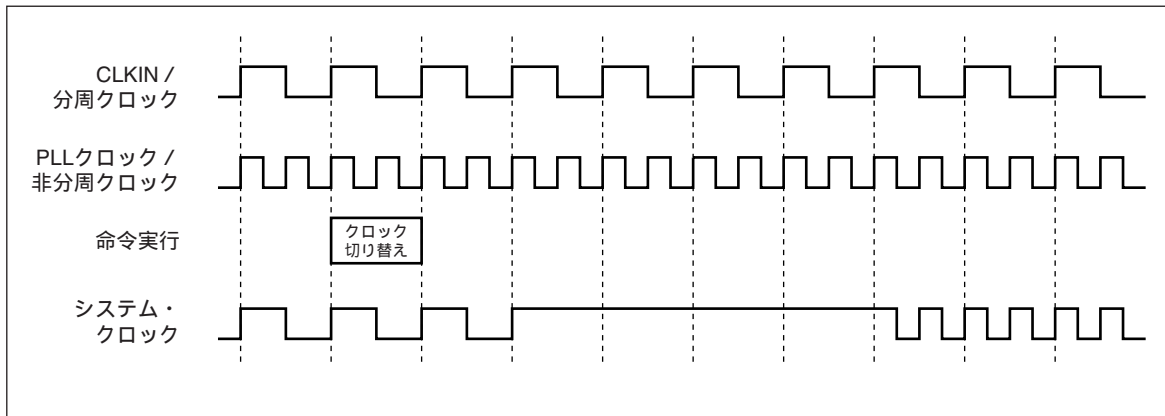 CLKIN /
分周クロック
PLLクロック /
非分周クロック
命令実行
クロック
切り替え
システム・
クロック